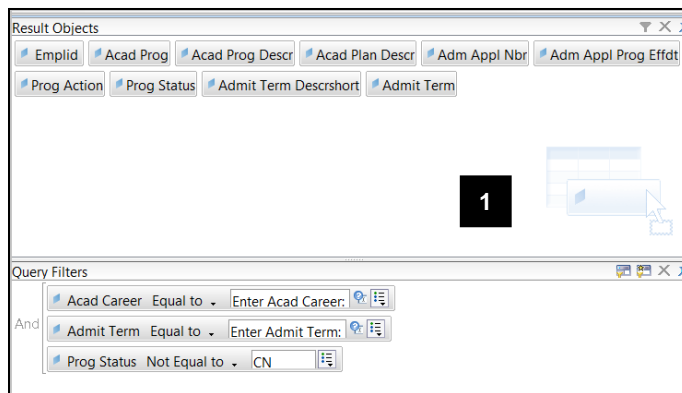 Result Objects
Emplid Acad Prog Acad Prog Descr Acad Plan Descr Adm Appl Nbr Adm Appl Prog Effdt
Prog Action Prog Status Admit Term Descrshort Admit Term
1
Query Filters
Acad Career Equal to Enter Acad Career:
And
Admit Term Equal to Enter Admit Term:
Prog Status Not Equal to CN